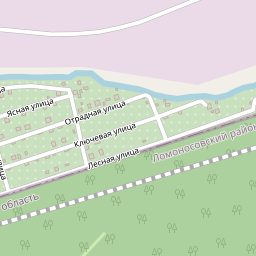 Ясная улица
Отрадная улица
Ключевая улица
Лесная улица
Ломоносовский район
область